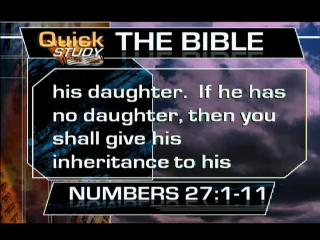 Quick
STUDY
THE BIBLE
his daughter. If he has
no daughter, then you
shall give his
inheritance to his
NUMBERS 27:1-11